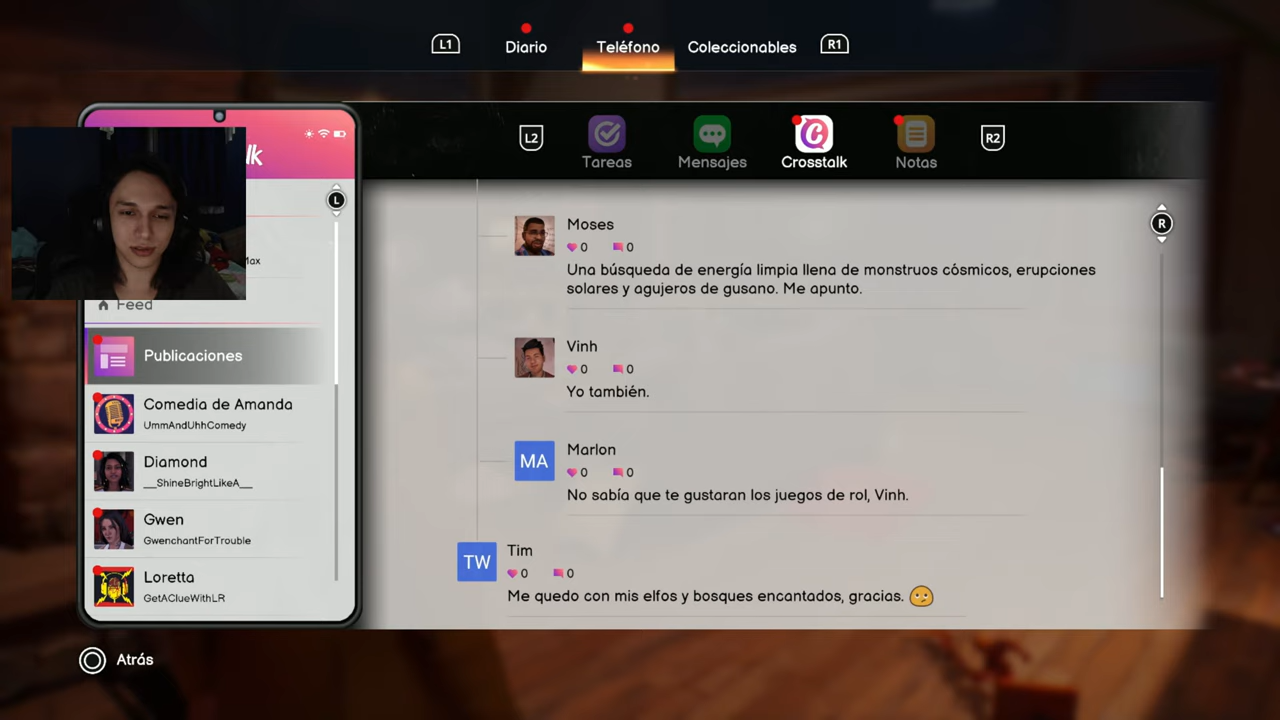 L1
Diario
Teléfono
Coleccionables
R1
lk
L2
Tareas
Mensajes
Crosstalk
Notas
R2
L
Max
Feed
Publicaciones
Comedia de Amanda
UmmAndUhhComedy
Diamond
__ShineBrightLikeA__
Gwen
GwenchantForTrouble
Loretta
GetAClueWithLR
R
Moses
0 0
Una búsqueda de energía limpia llena de monstruos cósmicos, erupciones
solares y agujeros de gusano. Me apunto.
Vinh
0 0
Yo también.
MA
Marlon
0 0
No sabía que te gustaran los juegos de rol, Vinh.
TW
Tim
0 0
Me quedo con mis elfos y bosques encantados, gracias.
Atrás